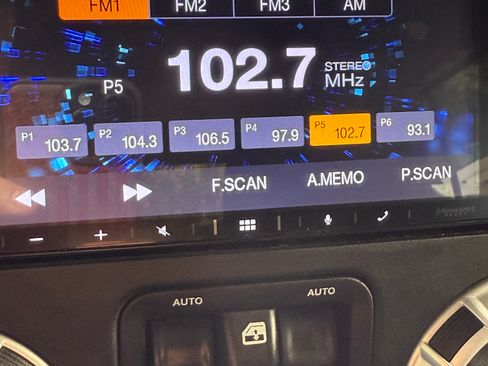 FM1 FM2 FM3 AM
102.7 STEREO MHz
P5
P1 103.7 P2 104.3 P3 106.5 P4 97.9 P5 102.7 P6 93.1
F.SCAN A.MEMO P.SCAN
AUTO AUTO